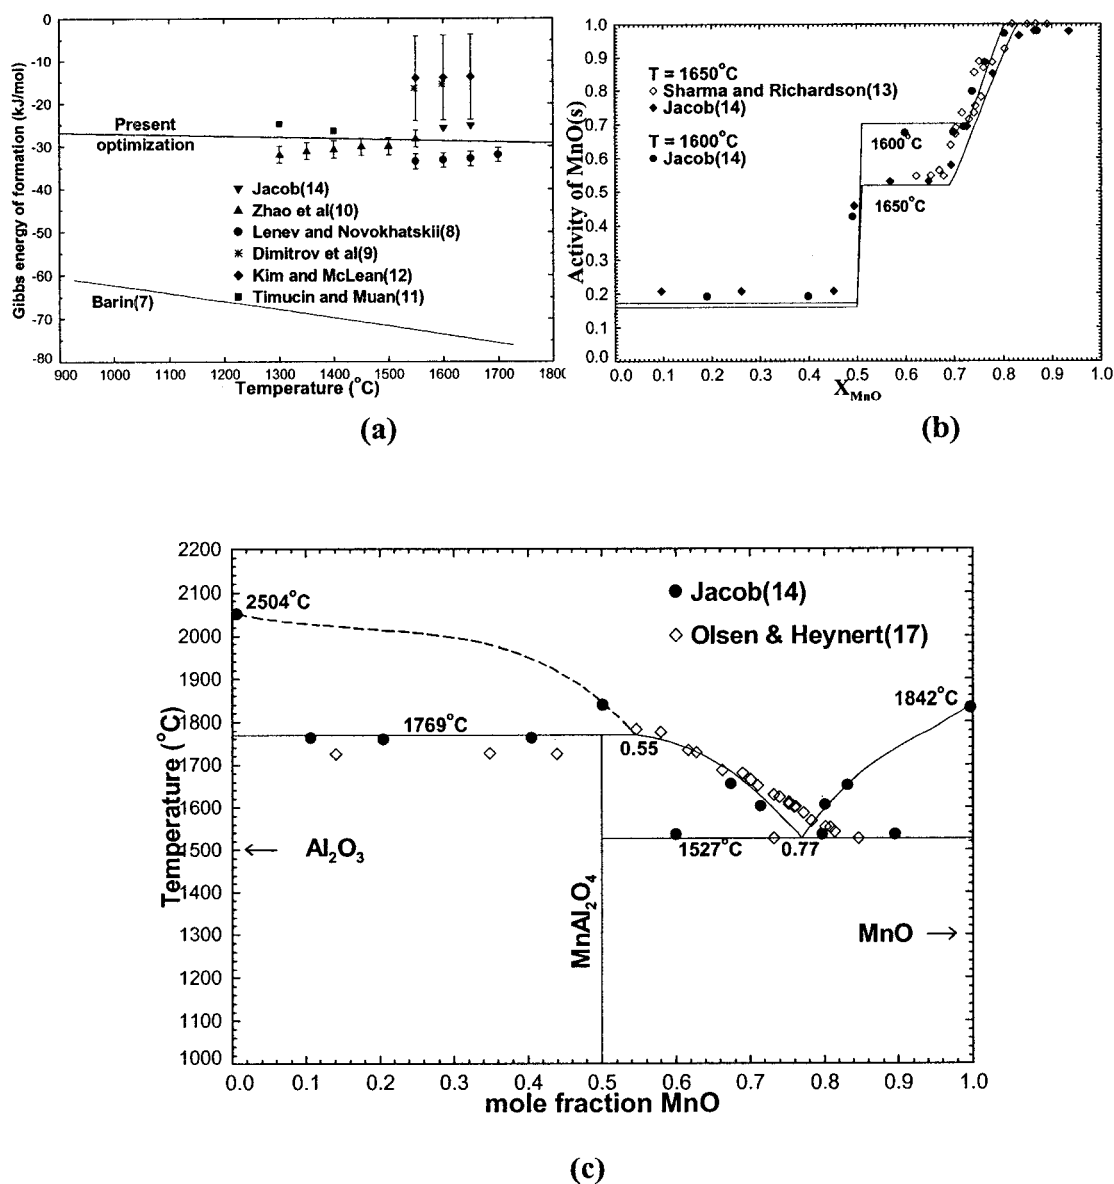 0
-10
-20
-30
-40
-50
-60
-70
-80
Gibbs energy of formation (kJ/mol)
Present
optimization
Jacob(14)
Zhao et al(10)
Lenev and Novokhatskii(8)
Dimitrov et al(9)
Kim and McLean(12)
Timucin and Muan(11)
Barin(7)
900 1000 1100 1200 1300 1400 1500 1600 1700 1800
Temperature (°C)
(a)
1.0
0.9
0.8
0.7
0.6
0.5
0.4
0.3
0.2
0.1
0.0
Activity of MnO(s)
T = 1650°C
Sharma and Richardson(13)
Jacob(14)
T = 1600°C
Jacob(14)
1600°C
1650°C
0.0 0.1 0.2 0.3 0.4 0.5 0.6 0.7 0.8 0.9 1.0
XMnO
(b)
2200
2100
2000
1900
1800
1700
1600
1500
1400
1300
1200
1100
1000
Temperature (°C)
Jacob(14)
Olsen & Heynert(17)
2504°C
1842°C
1769°C
0.55
1527°C
0.77
← Al2O3
MnAl2O4
MnO →
0.0 0.1 0.2 0.3 0.4 0.5 0.6 0.7 0.8 0.9 1.0
mole fraction MnO
(c)